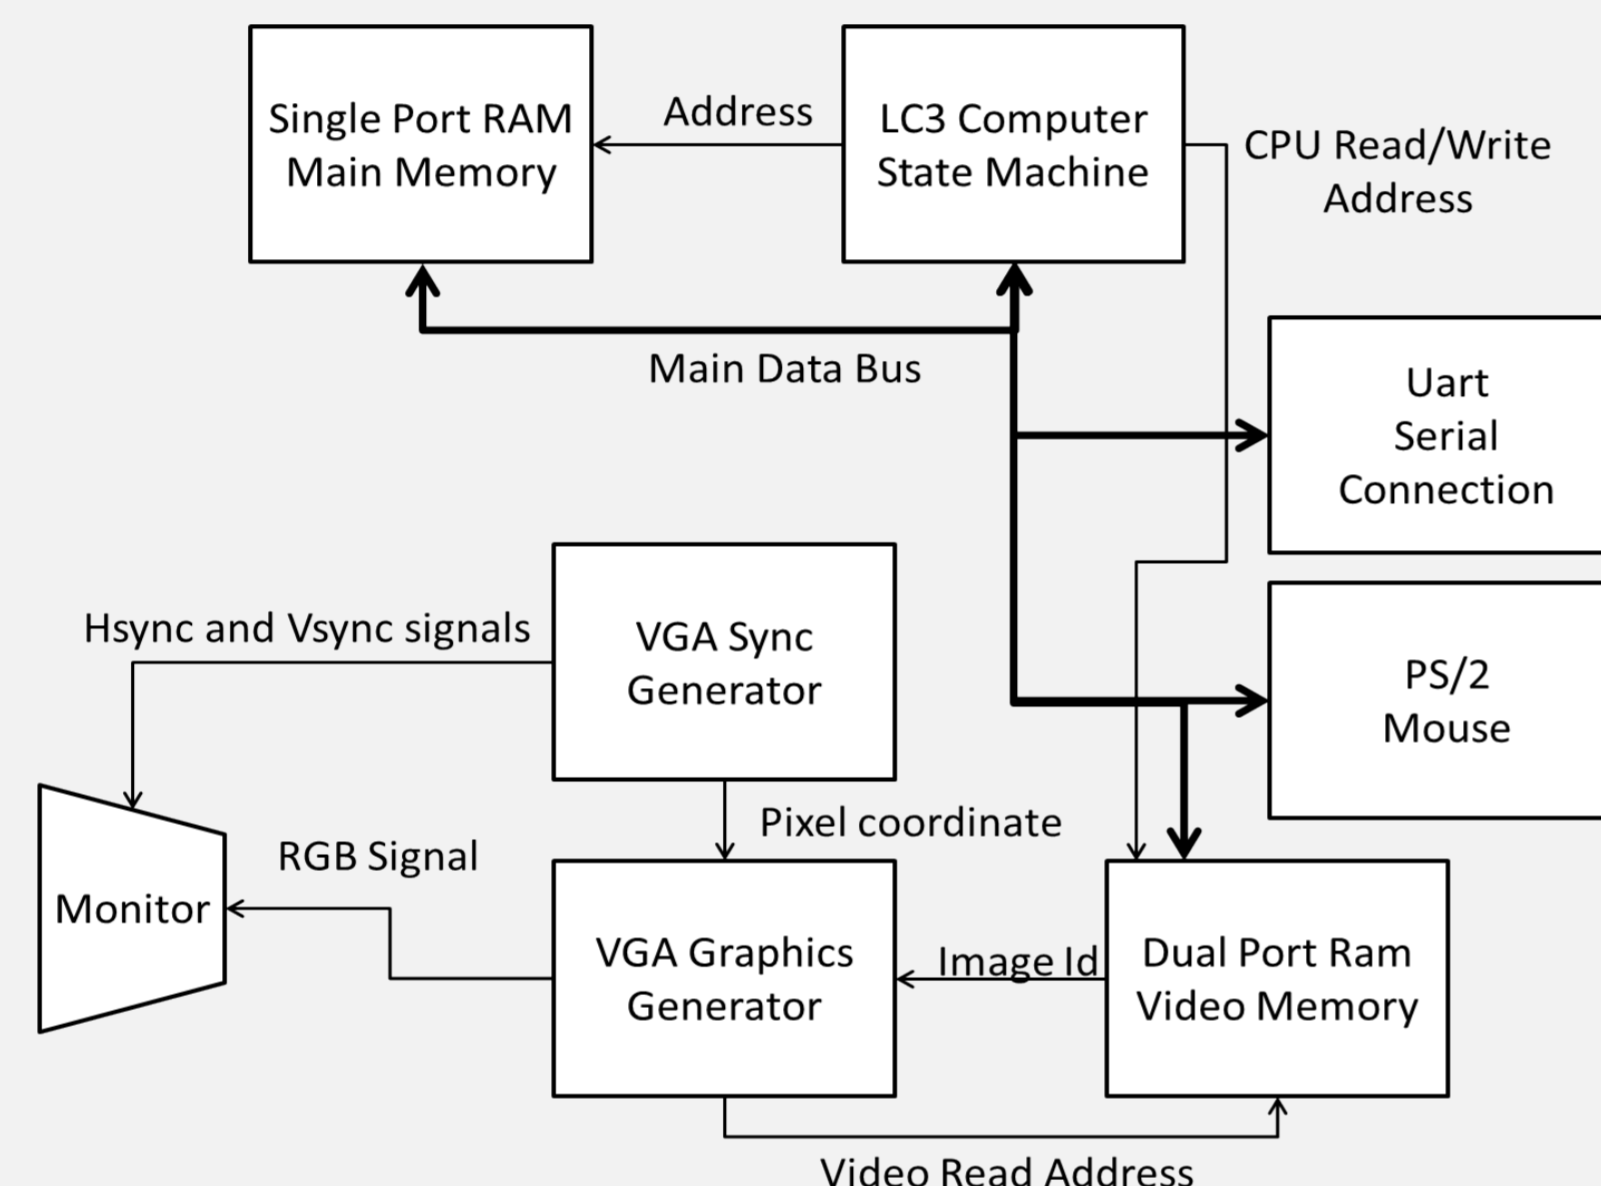 Single Port RAM
Main Memory
Address
LC3 Computer
State Machine
CPU Read/Write
Address
Main Data Bus
Uart
Serial
Connection
Hsync and Vsync signals
VGA Sync
Generator
PS/2
Mouse
Pixel coordinate
RGB Signal
Monitor
VGA Graphics
Generator
Image Id
Dual Port Ram
Video Memory
Video Read Address